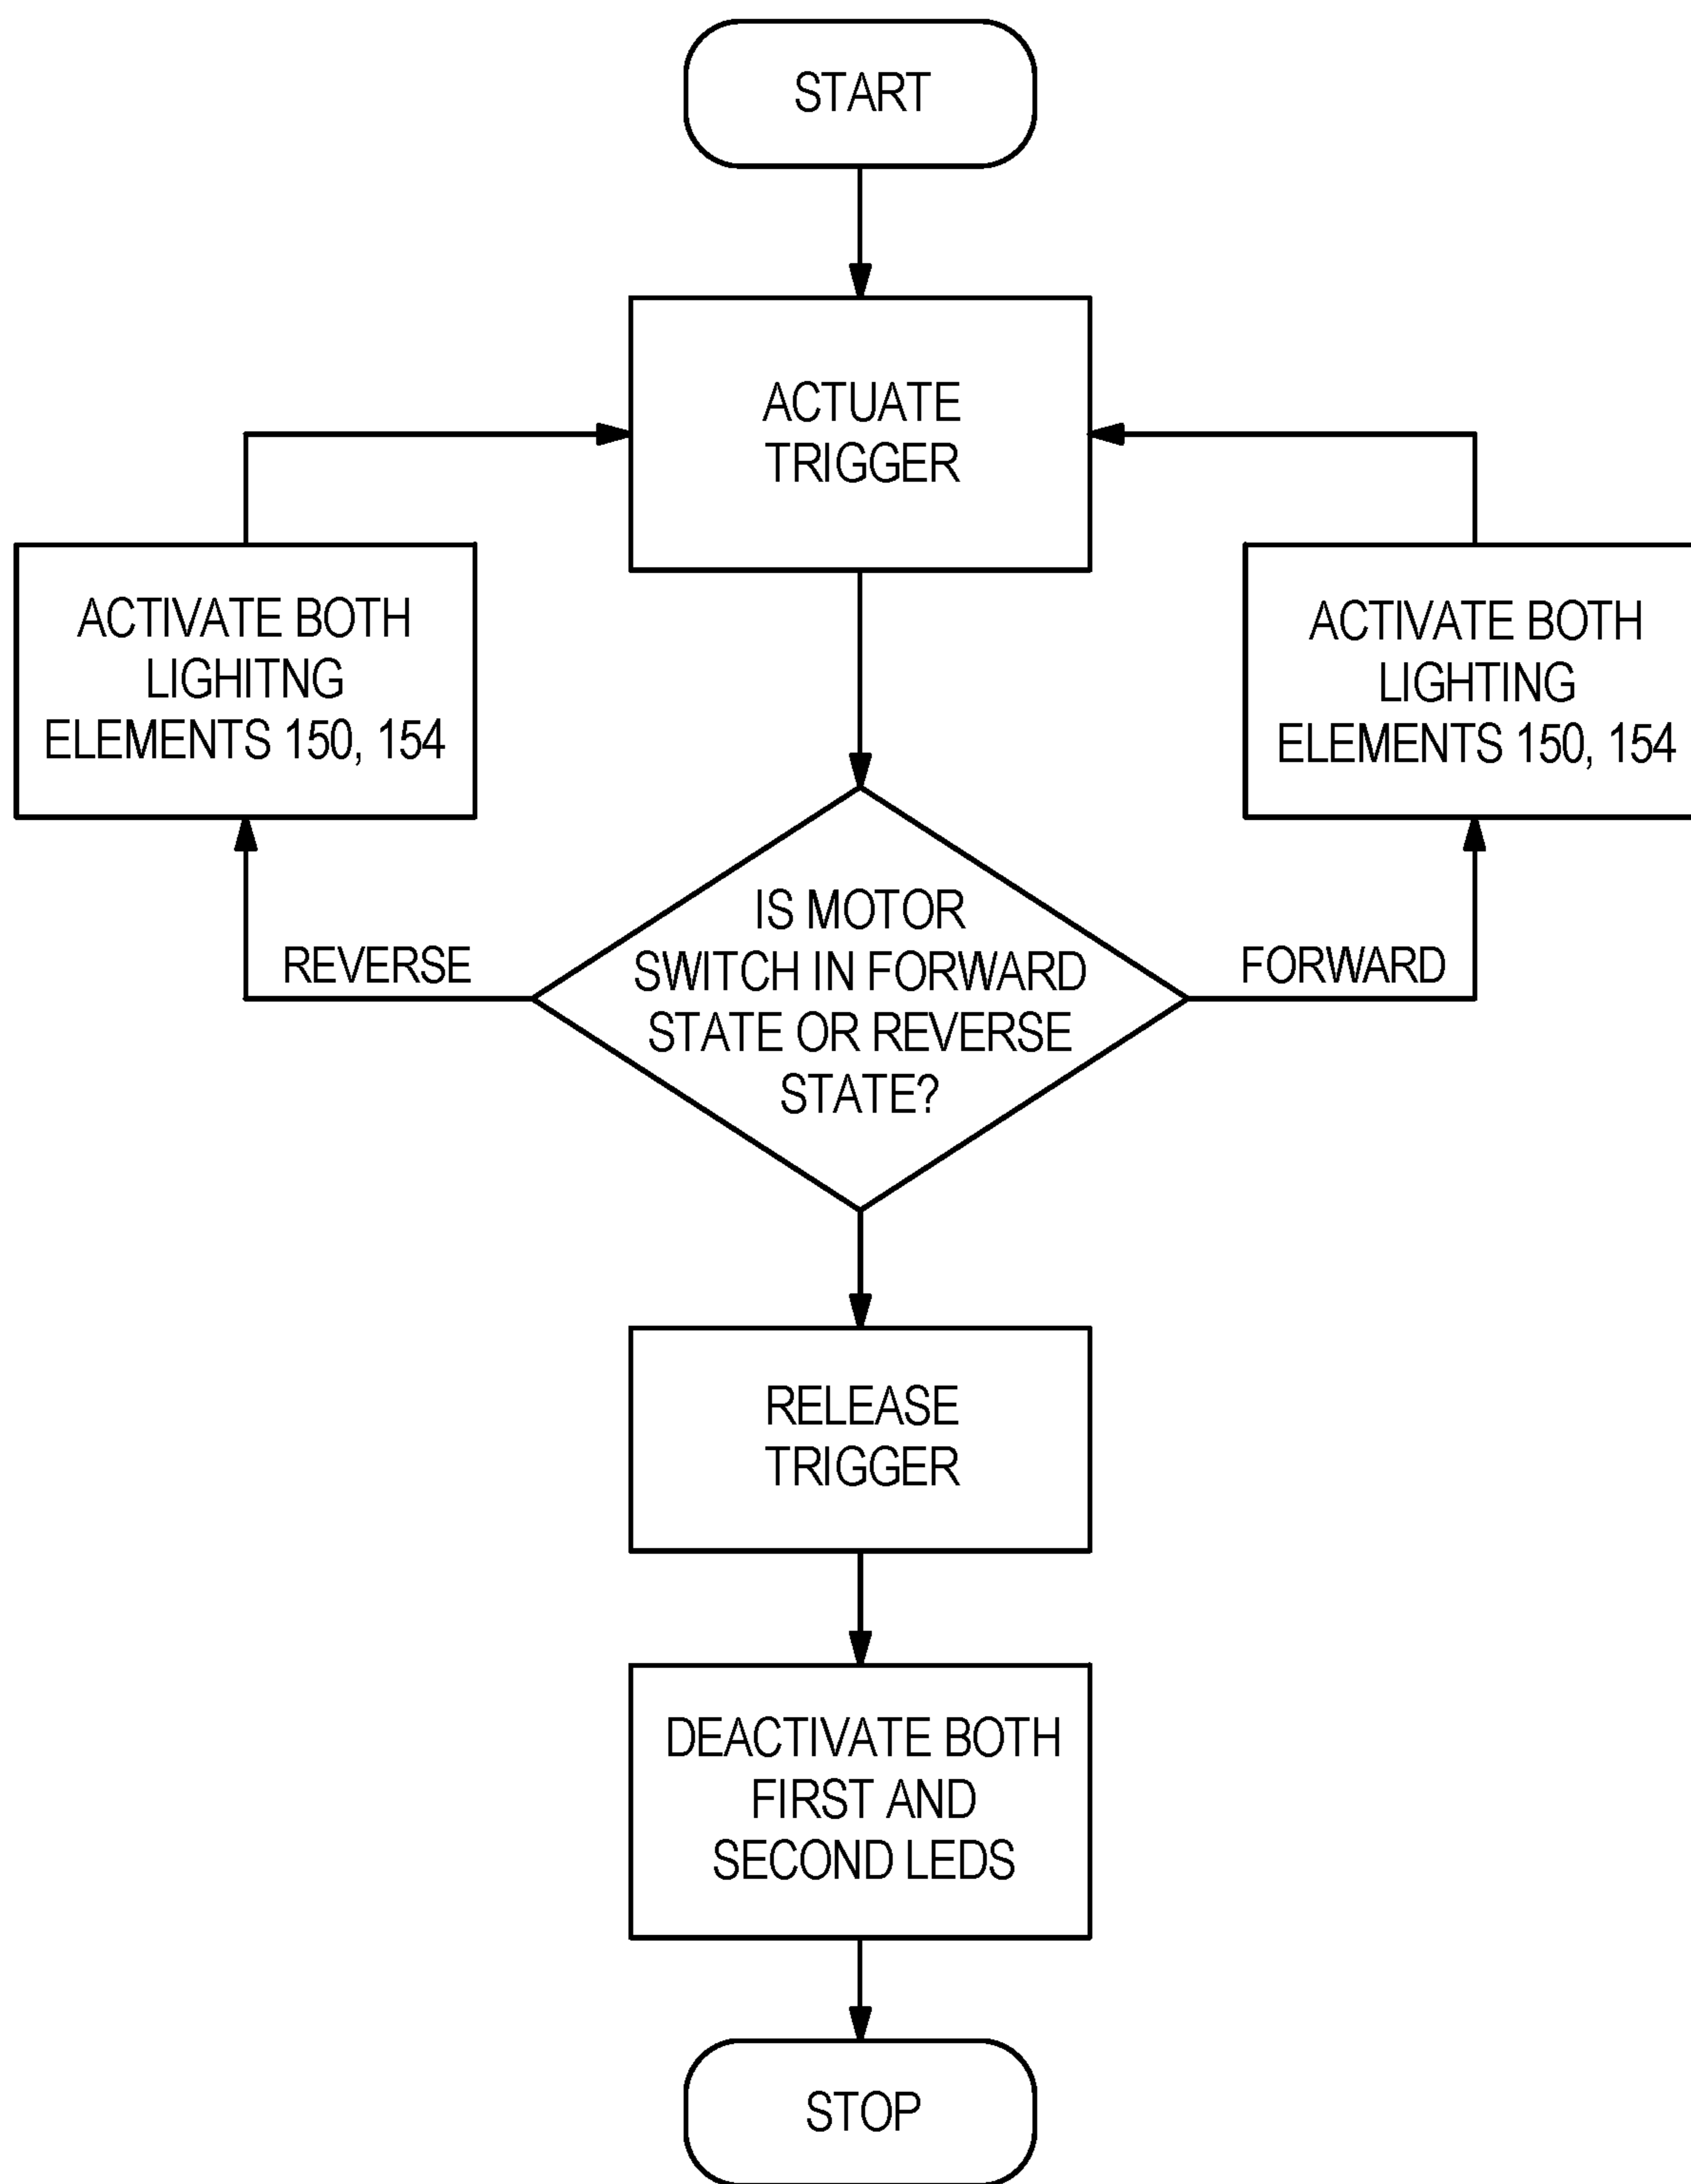 START
ACTUATE
TRIGGER
ACTIVATE BOTH
LIGHITNG
ELEMENTS 150, 154
ACTIVATE BOTH
LIGHTING
ELEMENTS 150, 154
IS MOTOR
SWITCH IN FORWARD
STATE OR REVERSE
STATE?
REVERSE
FORWARD
RELEASE
TRIGGER
DEACTIVATE BOTH
FIRST AND
SECOND LEDS
STOP